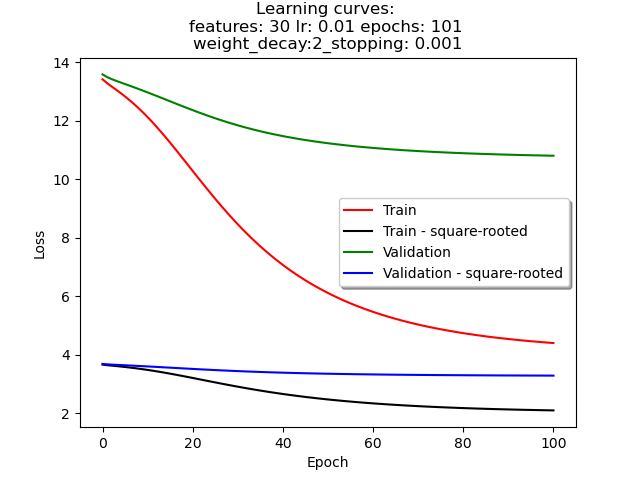 Learning curves:
features: 30 lr: 0.01 epochs: 101
weight_decay:2_stopping: 0.001
14
12
10
8
6
4
2
Loss
Train
Train - square-rooted
Validation
Validation - square-rooted
0 20 40 60 80 100
Epoch